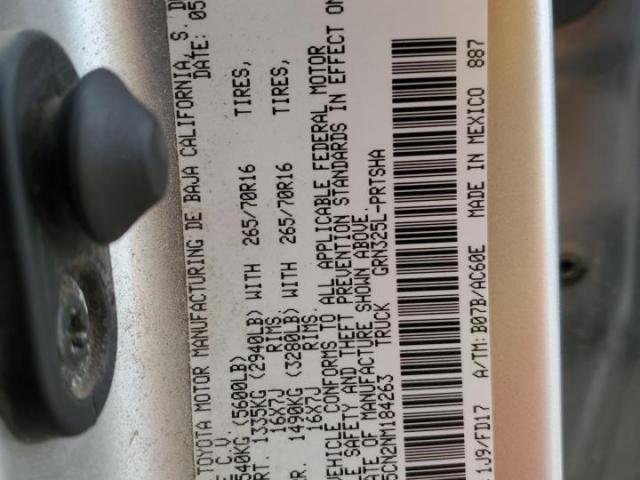 TOYOTA MOTOR MANUFACTURING DE BAJA CALIFORNIA, S. D
E C.V. DATE: 05
540KG (5600LB)
RT. 1335KG (2940LB) WITH 265/70R16 TIRES,
16X7J RIMS,
RR. 1490KG (3280LB) WITH 265/70R16 TIRES,
16X7J RIMS.
VEHICLE CONFORMS TO ALL APPLICABLE FEDERAL MOTOR
LE SAFETY AND THEFT PREVENTION STANDARDS IN EFFECT ON
ATE OF MANUFACTURE SHOWN ABOVE.
5CN2NM184263 TRUCK GRN325L-PRTSHA
1J9/FD17 A/TM: B07B/AC60E MADE IN MEXICO 887